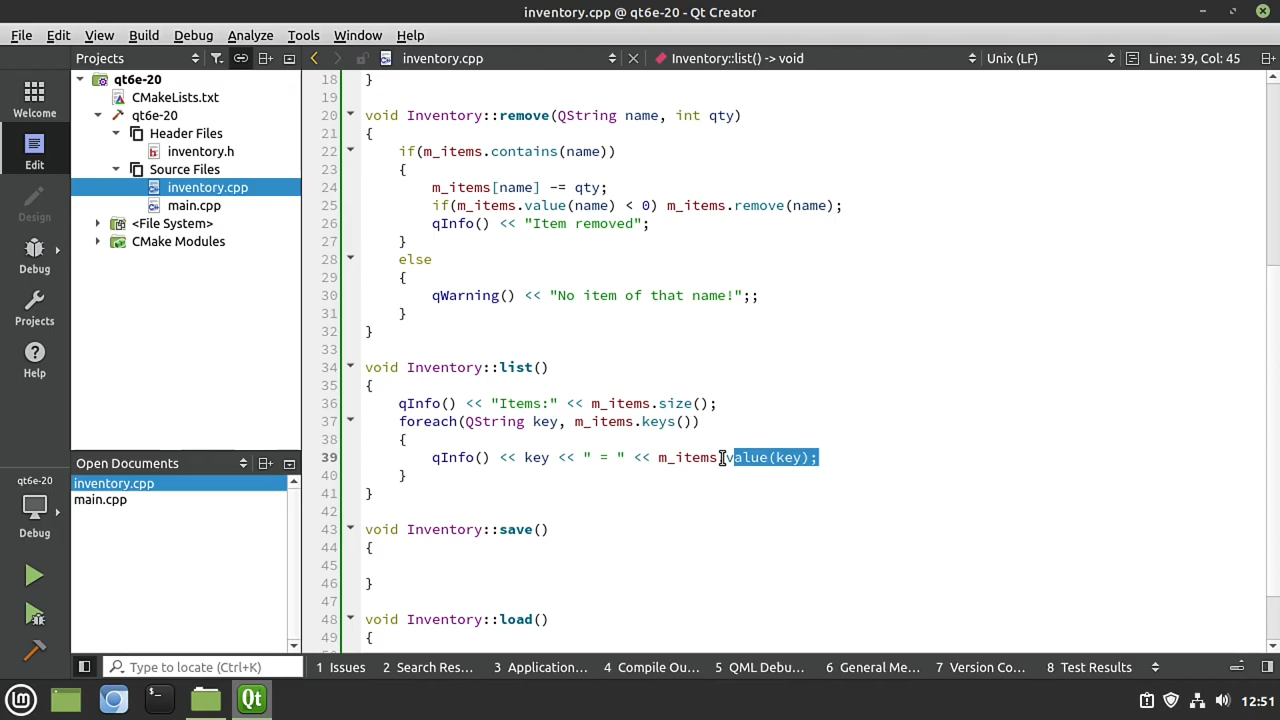 inventory.cpp @ qt6e-20 - Qt Creator
File Edit View Build Debug Analyze Tools Window Help
Projects inventory.cpp Inventory::list() -> void Unix (LF) Line: 39, Col: 45
Welcome
Edit
Design
Debug
Projects
Help
qt6e-20
Debug
qt6e-20
CMakeLists.txt
qt6e-20
Header Files
inventory.h
Source Files
inventory.cpp
main.cpp
<File System>
CMake Modules
Open Documents
inventory.cpp
main.cpp
18 }
19
20 void Inventory::remove(QString name, int qty)
21 {
22 if(m_items.contains(name))
23 {
24 m_items[name] -= qty;
25 if(m_items.value(name) < 0) m_items.remove(name);
26 qInfo() << "Item removed";
27 }
28 else
29 {
30 qWarning() << "No item of that name!";;
31 }
32 }
33
34 void Inventory::list()
35 {
36 qInfo() << "Items:" << m_items.size();
37 foreach(QString key, m_items.keys())
38 {
39 qInfo() << key << " = " << m_items.value(key);
40 }
41 }
42
43 void Inventory::save()
44 {
45
46 }
47
48 void Inventory::load()
49 {
Type to locate (Ctrl+K) 1 Issues 2 Search Res... 3 Application... 4 Compile Ou... 5 QML Debu... 6 General Me... 7 Version Co... 8 Test Results
Qt 12:51